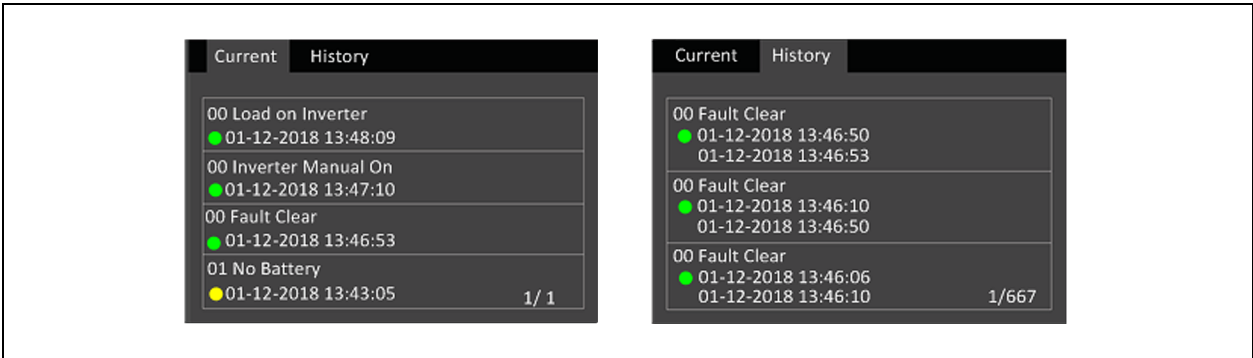 Current History
00 Load on Inverter
01-12-2018 13:48:09
00 Inverter Manual On
01-12-2018 13:47:10
00 Fault Clear
01-12-2018 13:46:53
01 No Battery
01-12-2018 13:43:05 1/ 1
Current History
00 Fault Clear
01-12-2018 13:46:50
01-12-2018 13:46:53
00 Fault Clear
01-12-2018 13:46:10
01-12-2018 13:46:50
00 Fault Clear
01-12-2018 13:46:06
01-12-2018 13:46:10 1/667